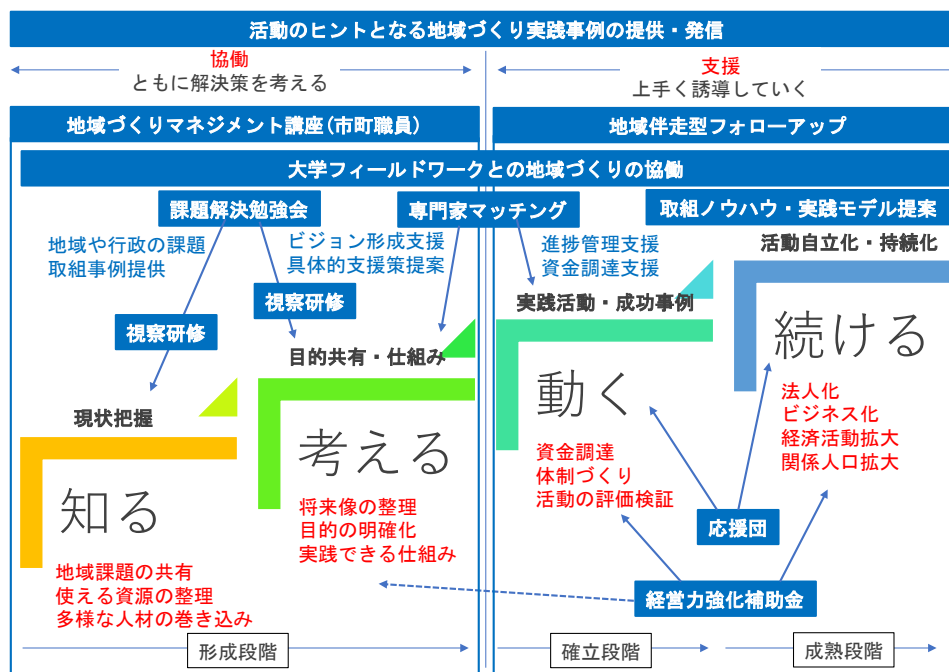 活動のヒントとなる地域づくり実践事例の提供・発信
協働
ともに解決策を考える
支援
上手く誘導していく
地域づくりマネジメント講座(市町職員)
地域伴走型フォローアップ
大学フィールドワークとの地域づくりの協働
課題解決勉強会
専門家マッチング
取組ノウハウ・実践モデル提案
地域や行政の課題
取組事例提供
ビジョン形成支援
具体的支援策提案
進捗管理支援
資金調達支援
活動自立化・持続化
視察研修
視察研修
実践活動・成功事例
目的共有・仕組み
現状把握
続ける
動く
考える
知る
法人化
ビジネス化
経済活動拡大
関係人口拡大
資金調達
体制づくり
活動の評価検証
将来像の整理
目的の明確化
実践できる仕組み
応援団
地域課題の共有
使える資源の整理
多様な人材の巻き込み
経営力強化補助金
形成段階
確立段階
成熟段階